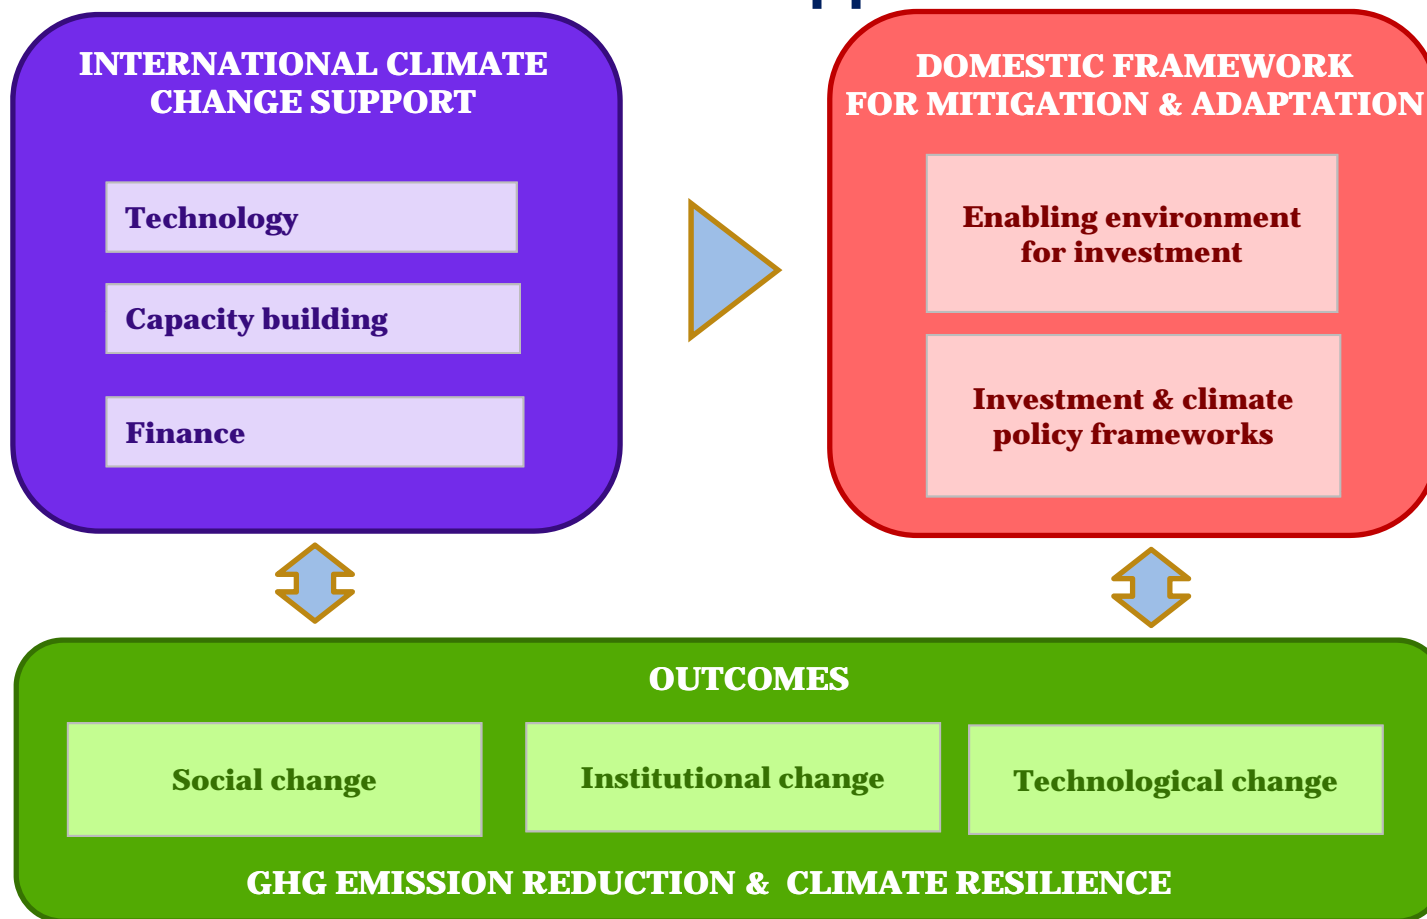 INTERNATIONAL CLIMATE
CHANGE SUPPORT
Technology
Capacity building
Finance
DOMESTIC FRAMEWORK
FOR MITIGATION & ADAPTATION
Enabling environment
for investment
Investment & climate
policy frameworks
OUTCOMES
Social change
Institutional change
Technological change
GHG EMISSION REDUCTION & CLIMATE RESILIENCE